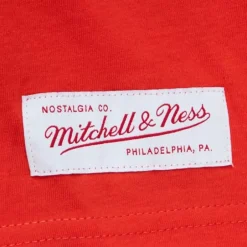 NOSTALGIA CO.
Mitchell & Ness
PHILADELPHIA, PA.